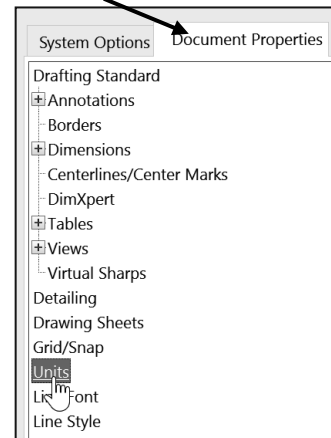 System Options Document Properties
Drafting Standard
Annotations
Borders
Dimensions
Centerlines/Center Marks
DimXpert
Tables
Views
Virtual Sharps
Detailing
Drawing Sheets
Grid/Snap
Units
Font
Line Style